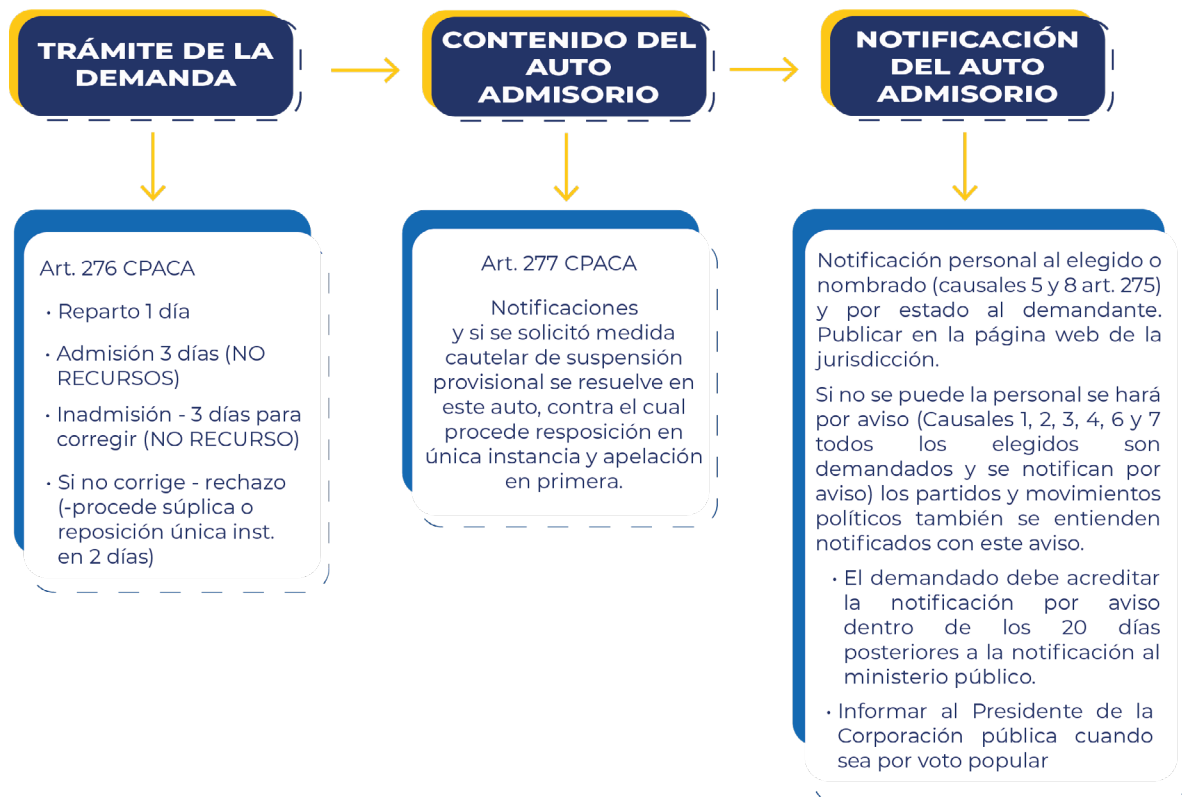 TRÁMITE DE LA
DEMANDA
CONTENIDO DEL
AUTO
ADMISORIO
NOTIFICACIÓN
DEL AUTO
ADMISORIO
Art. 276 CPACA
· Reparto 1 día
· Admisión 3 días (NO
RECURSOS)
· Inadmisión - 3 días para
corregir (NO RECURSO)
· Si no corrige - rechazo
(-procede súplica o
reposición única inst.
en 2 días)
Art. 277 CPACA
Notificaciones
y si se solicitó medida
cautelar de suspensión
provisional se resuelve en
este auto, contra el cual
procede resposición en
única instancia y apelación
en primera.
Notificación personal al elegido o
nombrado (causales 5 y 8 art. 275)
y por estado al demandante.
Publicar en la página web de la
jurisdicción.
Si no se puede la personal se hará
por aviso (Causales 1, 2, 3, 4, 6 y 7
todos los elegidos son
demandados y se notifican por
aviso) los partidos y movimientos
políticos también se entienden
notificados con este aviso.
· El demandado debe acreditar
la notificación por aviso
dentro de los 20 días
posteriores a la notificación al
ministerio público.
· Informar al Presidente de la
Corporación pública cuando
sea por voto popular